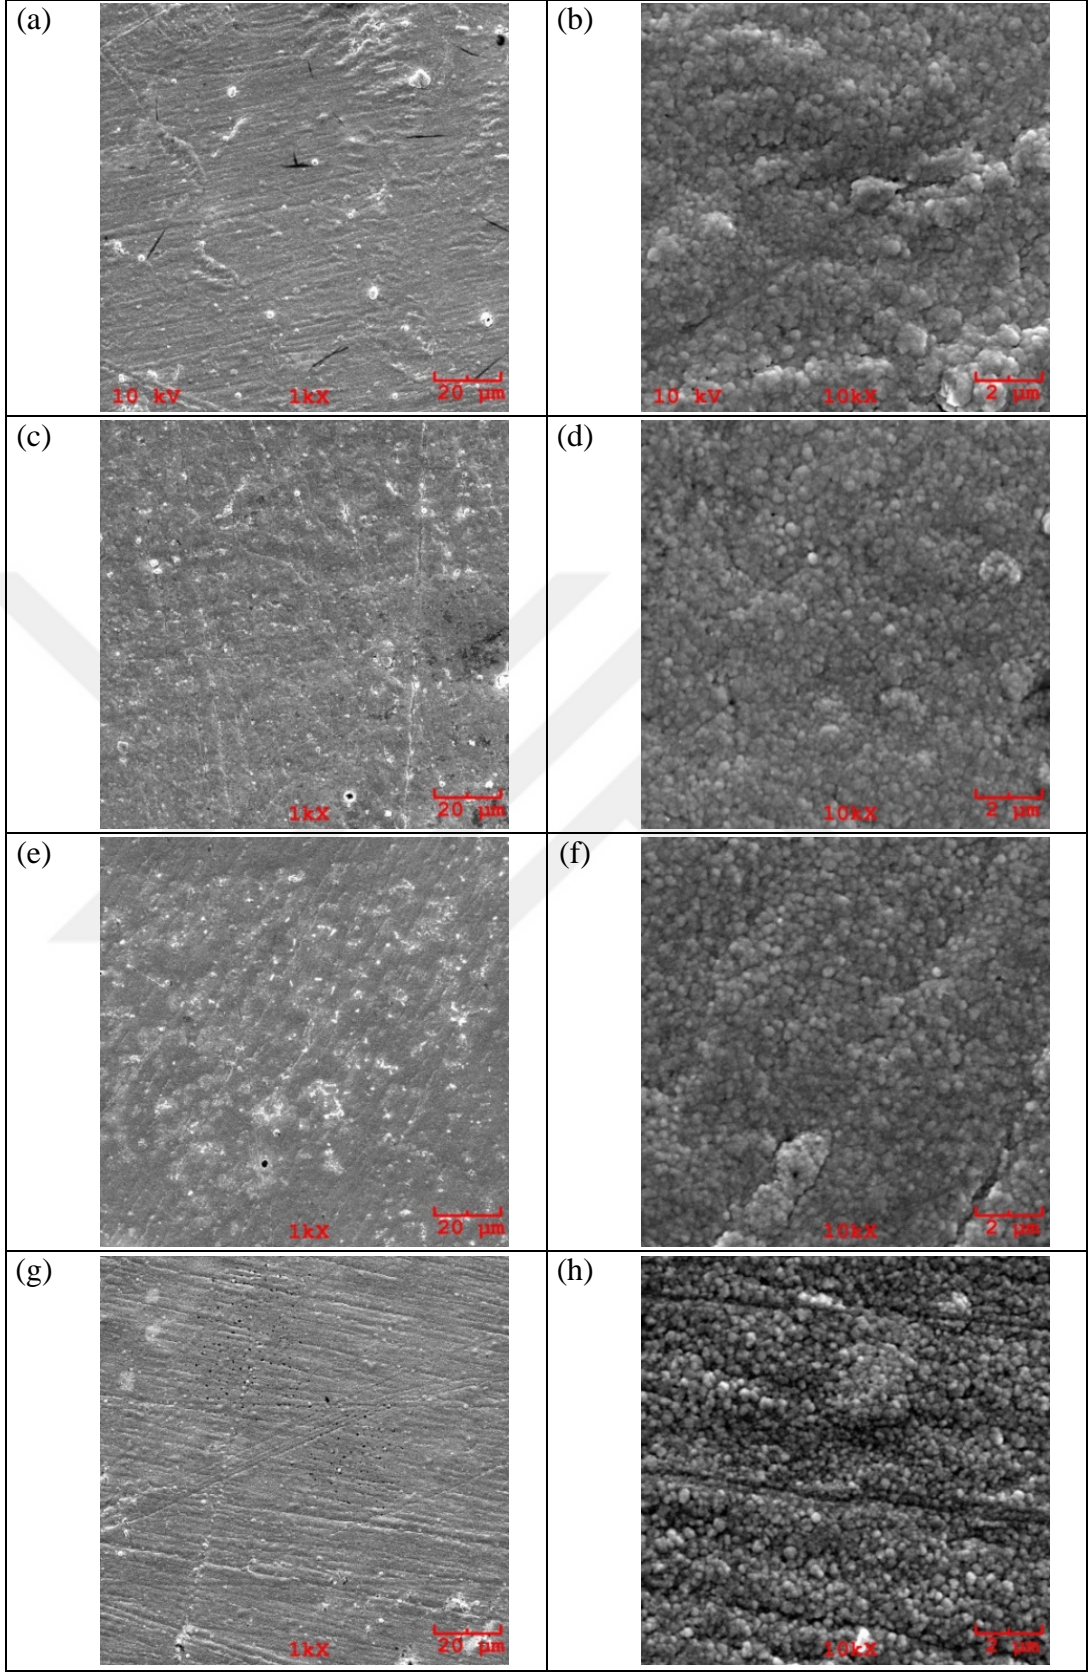 (a)
10 kV 1kX 20 µm
(b)
10 kV 10kX 2 µm
(c)
1kX 20 µm
(d)
10kX 2 µm
(e)
1kX 20 µm
(f)
10kX 2 µm
(g)
1kX 20 µm
(h)
10kX 2 µm